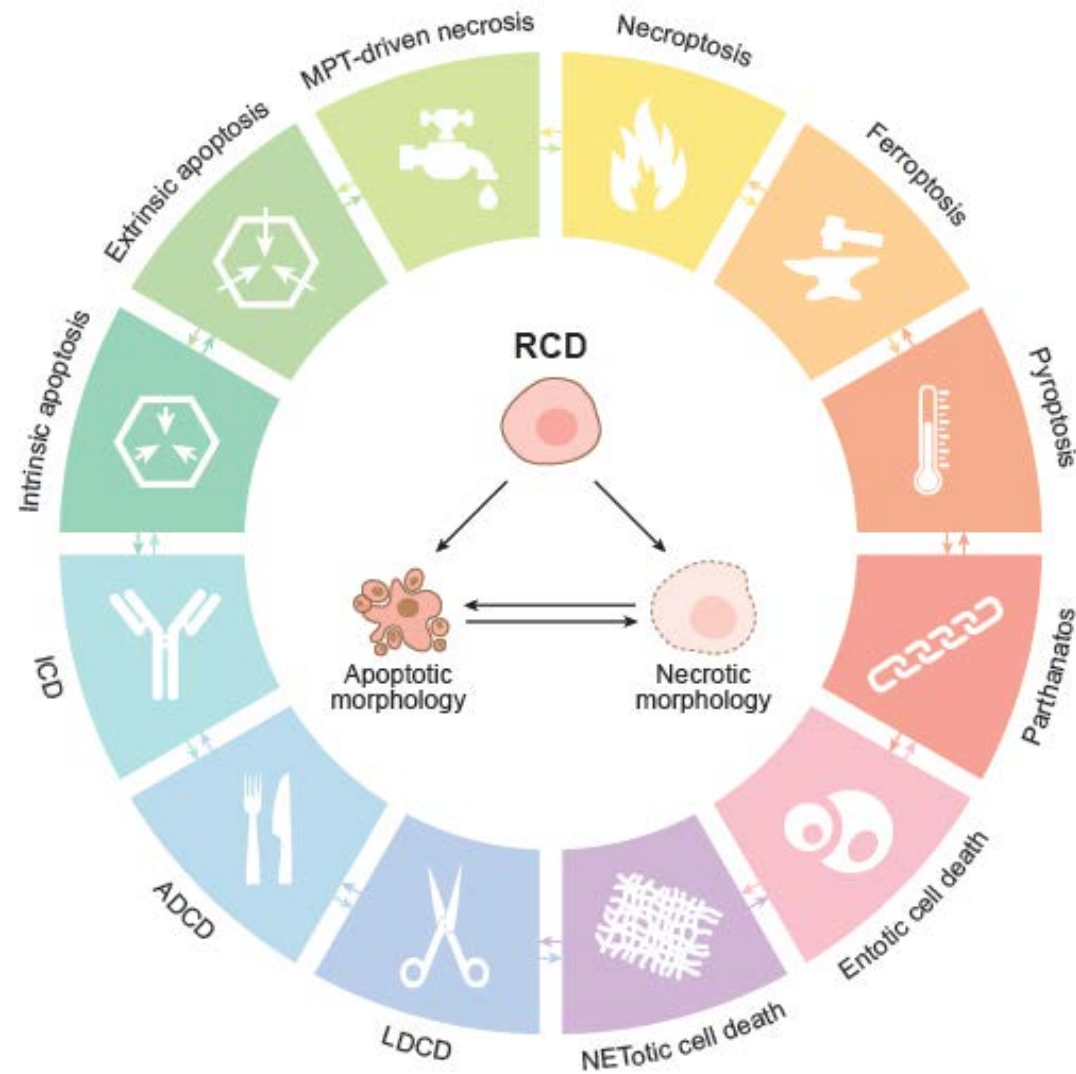 MPT-driven necrosis
Necroptosis
Ferroptosis
Pyroptosis
Parthanatos
Entotic cell death
NETotic cell death
LDCD
ADCD
ICD
Intrinsic apoptosis
Extrinsic apoptosis
RCD
Apoptotic
morphology
Necrotic
morphology